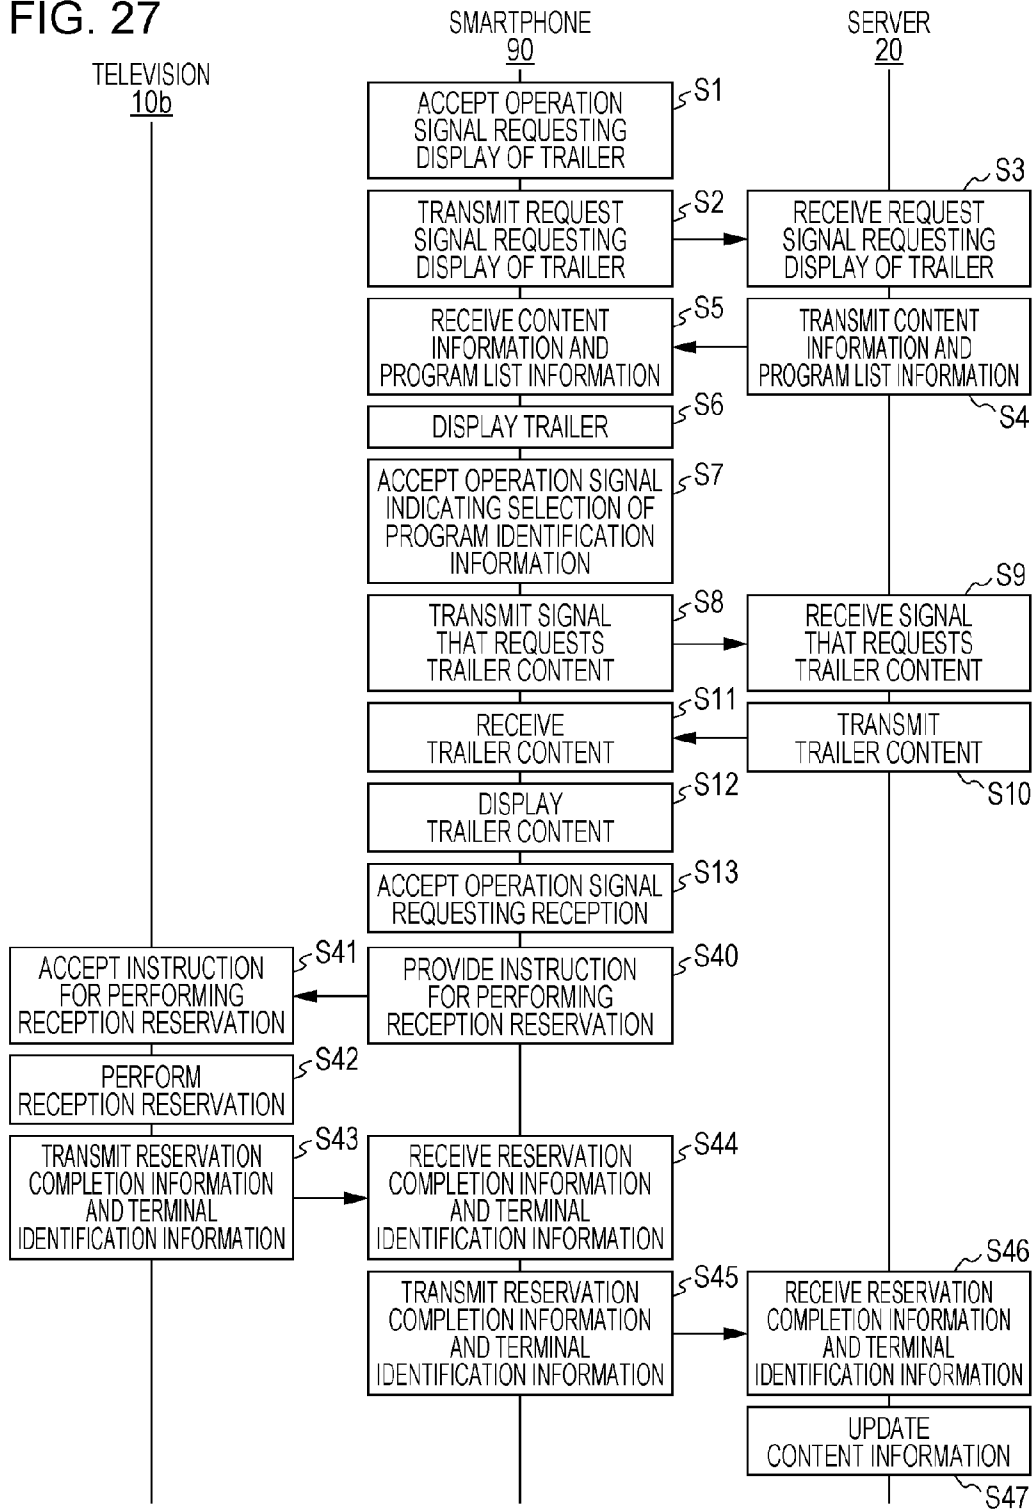 FIG. 27
TELEVISION
10b
SMARTPHONE
90
SERVER
20
ACCEPT OPERATION
SIGNAL REQUESTING
DISPLAY OF TRAILER
S1
TRANSMIT REQUEST
SIGNAL REQUESTING
DISPLAY OF TRAILER
S2
RECEIVE REQUEST
SIGNAL REQUESTING
DISPLAY OF TRAILER
S3
RECEIVE CONTENT
INFORMATION AND
PROGRAM LIST INFORMATION
S5
TRANSMIT CONTENT
INFORMATION AND
PROGRAM LIST INFORMATION
S4
DISPLAY TRAILER
S6
ACCEPT OPERATION SIGNAL
INDICATING SELECTION OF
PROGRAM IDENTIFICATION
INFORMATION
S7
TRANSMIT SIGNAL
THAT REQUESTS
TRAILER CONTENT
S8
RECEIVE SIGNAL
THAT REQUESTS
TRAILER CONTENT
S9
RECEIVE
TRAILER CONTENT
S11
TRANSMIT
TRAILER CONTENT
S10
DISPLAY
TRAILER CONTENT
S12
ACCEPT OPERATION SIGNAL
REQUESTING RECEPTION
S13
ACCEPT INSTRUCTION
FOR PERFORMING
RECEPTION RESERVATION
S41
PROVIDE INSTRUCTION
FOR PERFORMING
RECEPTION RESERVATION
S40
PERFORM
RECEPTION RESERVATION
S42
TRANSMIT RESERVATION
COMPLETION INFORMATION
AND TERMINAL
IDENTIFICATION INFORMATION
S43
RECEIVE RESERVATION
COMPLETION INFORMATION
AND TERMINAL
IDENTIFICATION INFORMATION
S44
TRANSMIT RESERVATION
COMPLETION INFORMATION
AND TERMINAL
IDENTIFICATION INFORMATION
S45
RECEIVE RESERVATION
COMPLETION INFORMATION
AND TERMINAL
IDENTIFICATION INFORMATION
S46
UPDATE
CONTENT INFORMATION
S47